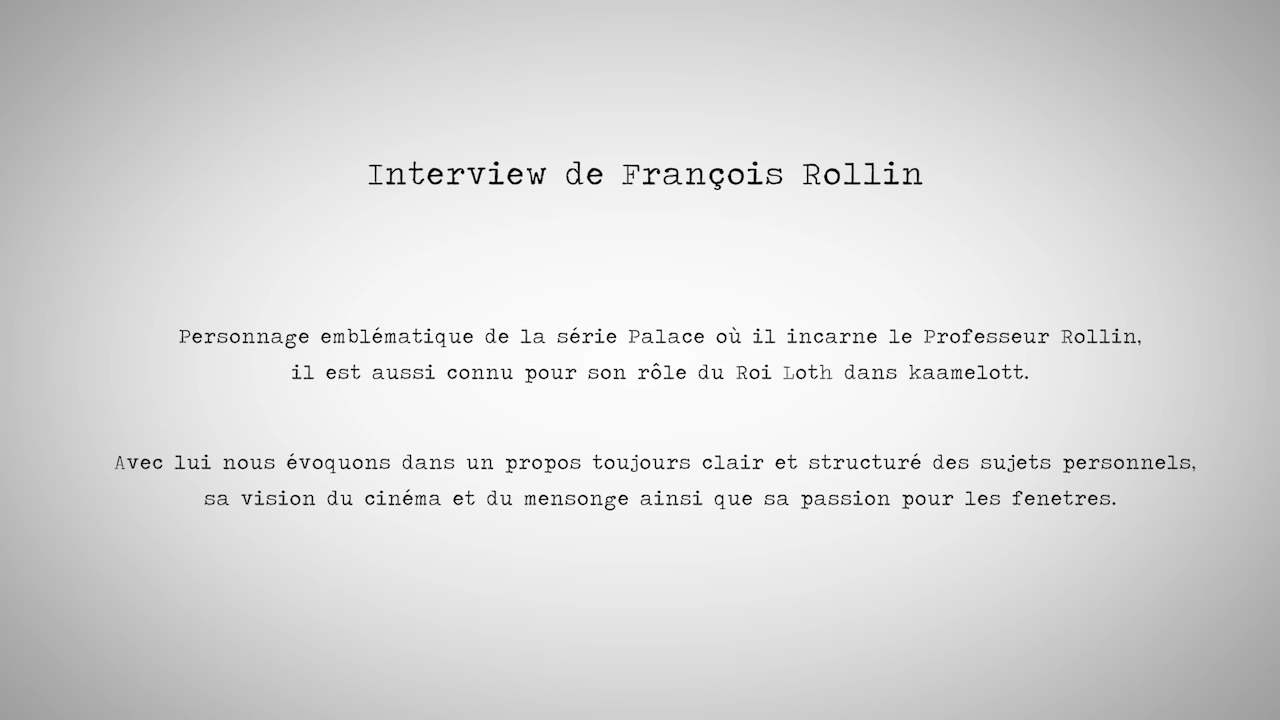 Interview de François Rollin
Personnage emblématique de la série Palace où il incarne le Professeur Rollin,
il est aussi connu pour son rôle du Roi Loth dans kaamelott.
Avec lui nous évoquons dans un propos toujours clair et structuré des sujets personnels,
sa vision du cinéma et du mensonge ainsi que sa passion pour les fenetres.